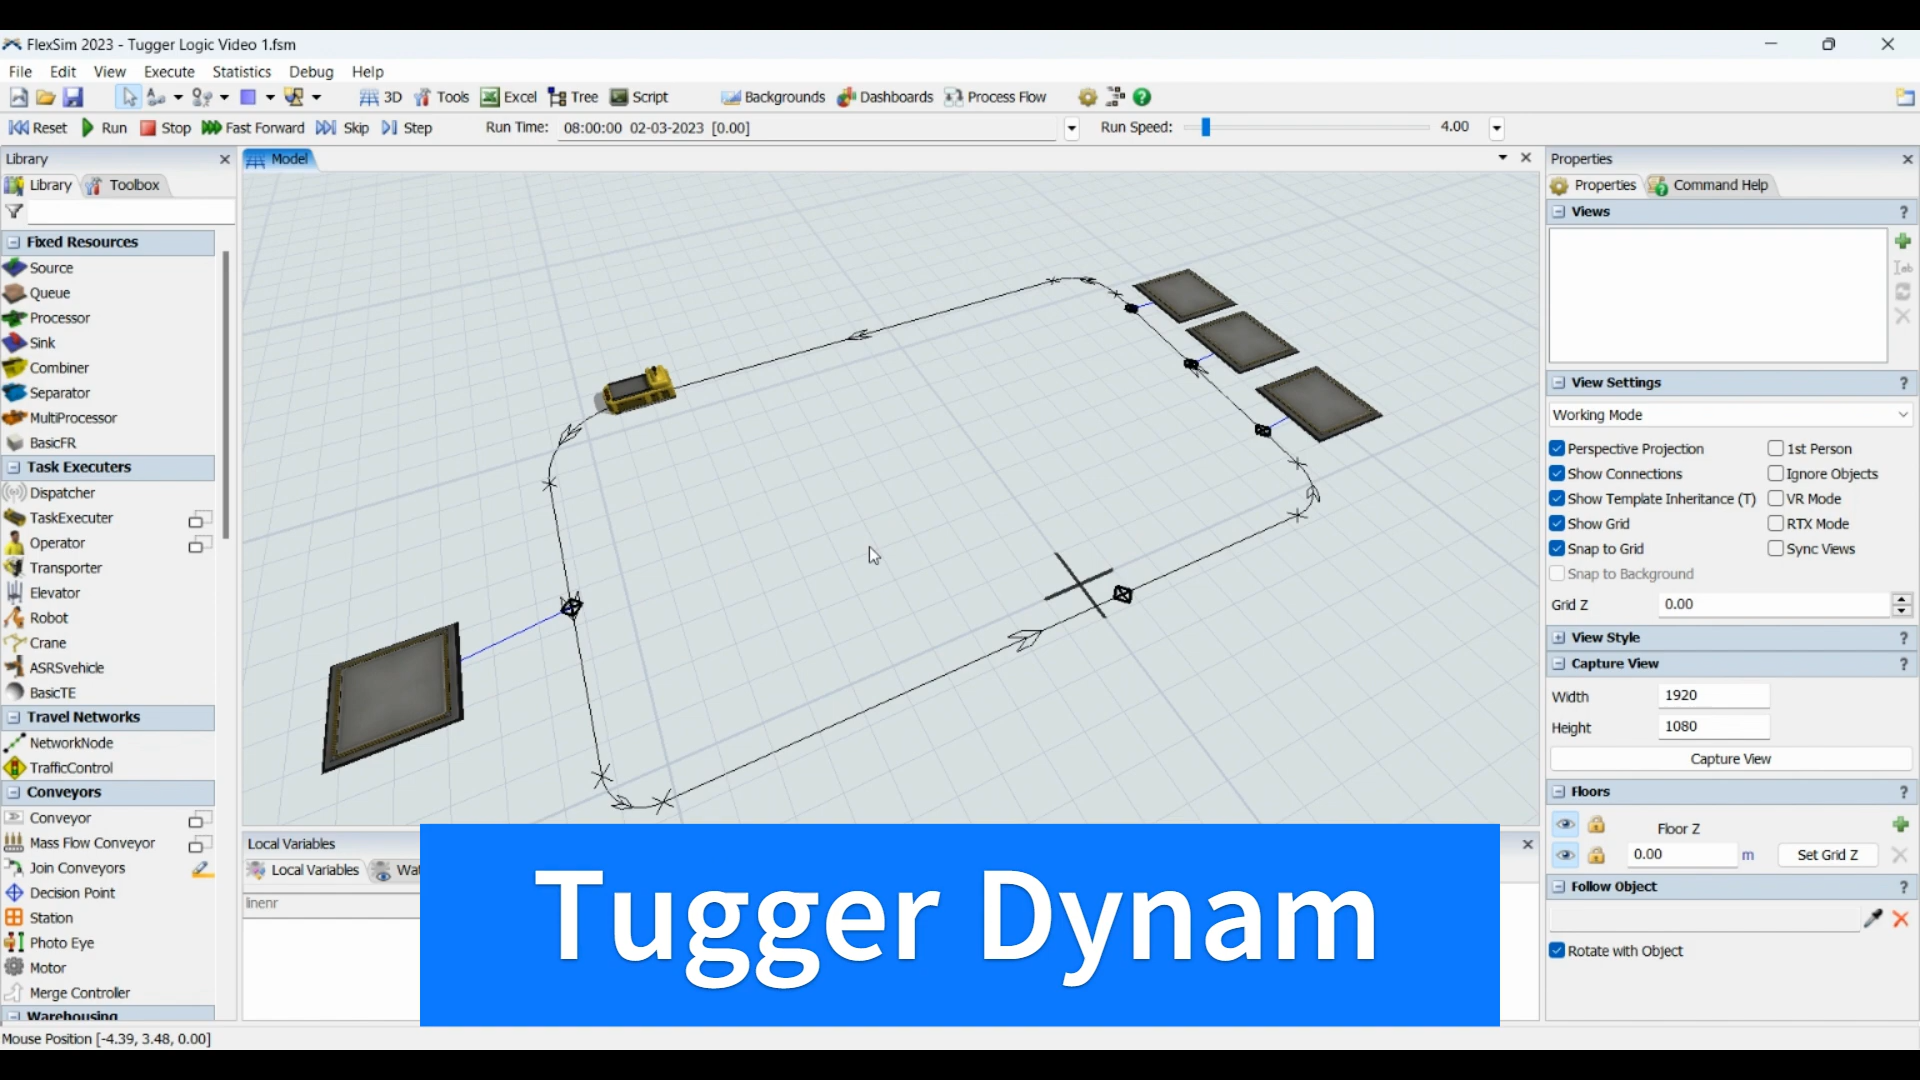 FlexSim 2023 - Tugger Logic Video 1.fsm
File Edit View Execute Statistics Debug Help
3D Tools Excel Tree Script Backgrounds Dashboards Process Flow
Reset Run Stop Fast Forward Skip Step Run Time: 08:00:00 02-03-2023 [0.00] Run Speed: 4.00
Library
Library Toolbox
Fixed Resources
Source
Queue
Processor
Sink
Combiner
Separator
MultiProcessor
BasicFR
Task Executers
Dispatcher
TaskExecuter
Operator
Transporter
Elevator
Robot
Crane
ASRSvehicle
BasicTE
Travel Networks
NetworkNode
TrafficControl
Conveyors
Conveyor
Mass Flow Conveyor
Join Conveyors
Decision Point
Station
Photo Eye
Motor
Merge Controller
Warehousing
Mouse Position [-4.39, 3.48, 0.00]
Model
Local Variables
Local Variables Wat
linenr
Tugger Dynam
Properties
Properties Command Help
Views ?
View Settings ?
Working Mode
Perspective Projection 1st Person
Show Connections Ignore Objects
Show Template Inheritance (T) VR Mode
Show Grid RTX Mode
Snap to Grid Sync Views
Snap to Background
Grid Z 0.00
View Style ?
Capture View ?
Width 1920
Height 1080
Capture View
Floors ?
Floor Z
0.00 m Set Grid Z
Follow Object ?
Rotate with Object